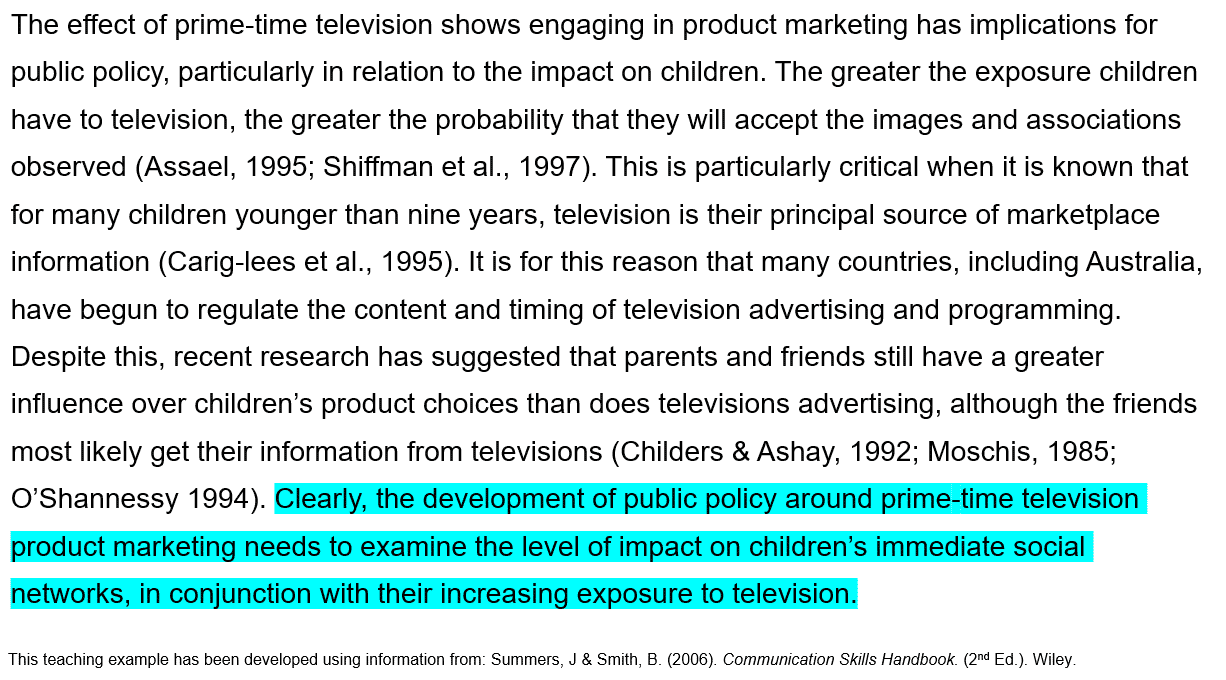 The effect of prime-time television shows engaging in product marketing has implications for
public policy, particularly in relation to the impact on children. The greater the exposure children
have to television, the greater the probability that they will accept the images and associations
observed (Assael, 1995; Shiffman et al., 1997). This is particularly critical when it is known that
for many children younger than nine years, television is their principal source of marketplace
information (Carig-lees et al., 1995). It is for this reason that many countries, including Australia,
have begun to regulate the content and timing of television advertising and programming.
Despite this, recent research has suggested that parents and friends still have a greater
influence over children’s product choices than does televisions advertising, although the friends
most likely get their information from televisions (Childers & Ashay, 1992; Moschis, 1985;
O’Shannessy 1994). Clearly, the development of public policy around prime-time television
product marketing needs to examine the level of impact on children’s immediate social
networks, in conjunction with their increasing exposure to television.
This teaching example has been developed using information from: Summers, J & Smith, B. (2006). Communication Skills Handbook. (2nd Ed.). Wiley.